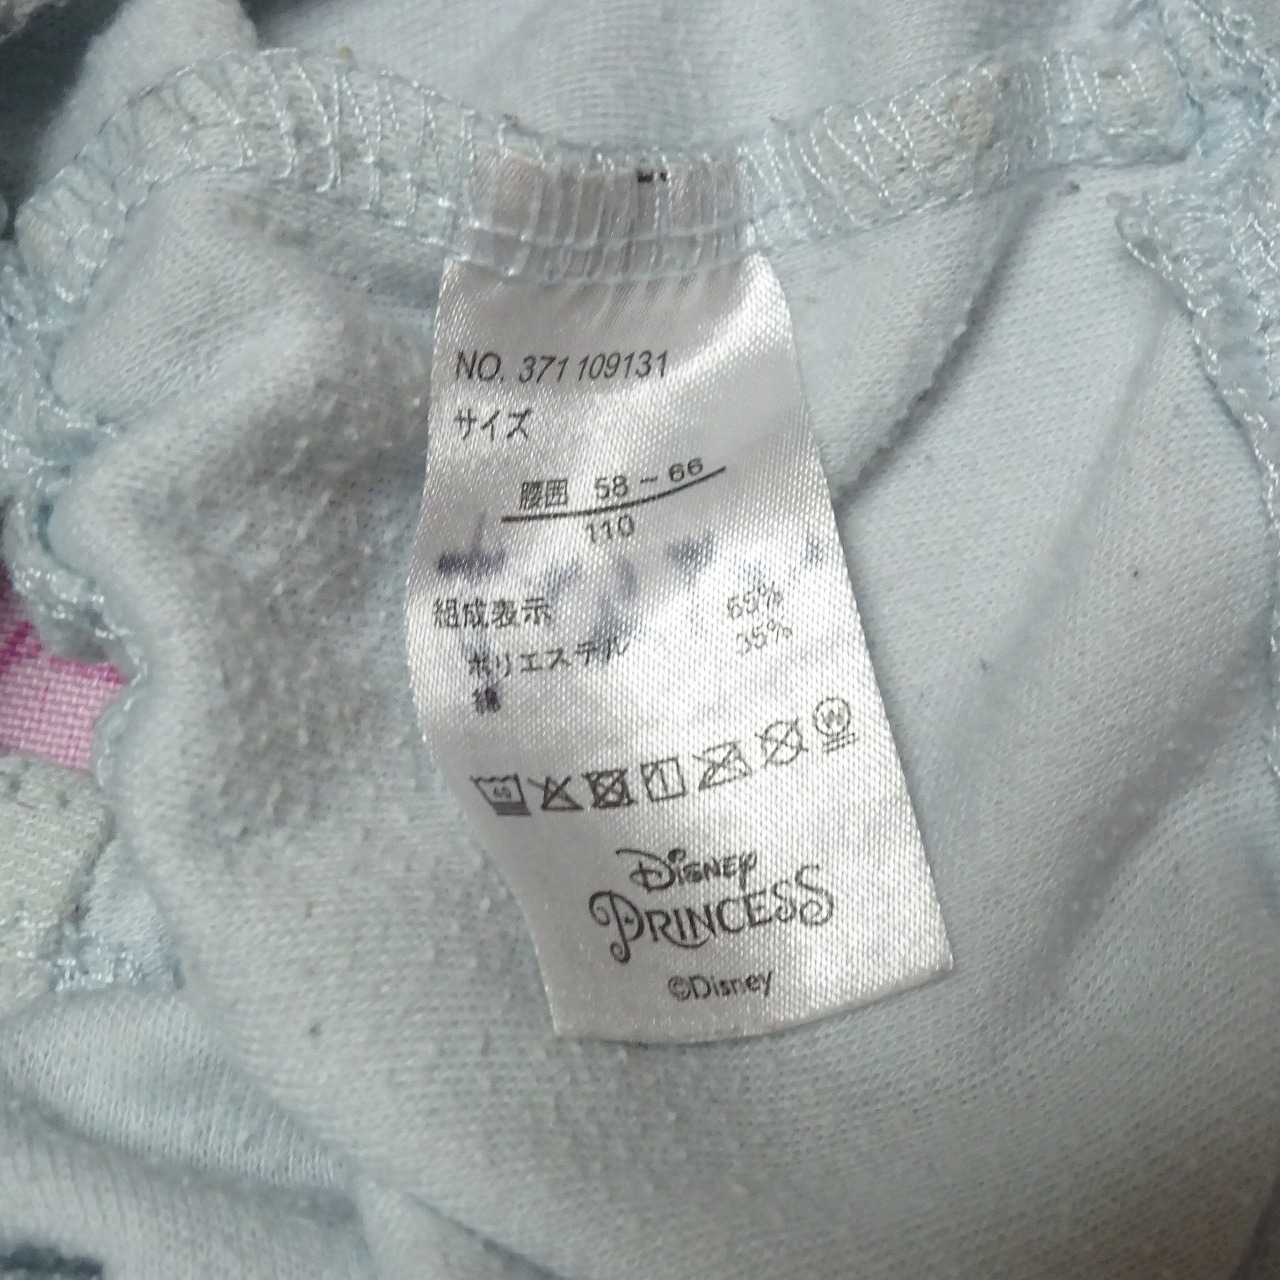 NO. 371109131
サイズ
腰囲 58-66
110
組成表示
ポリエステル 65%
綿 35%
40
W
Disney
PRINCESS
©Disney